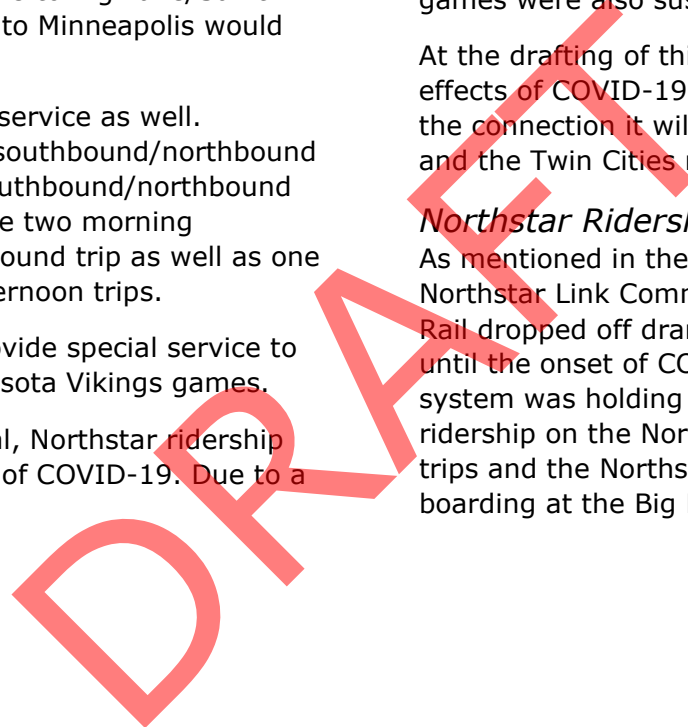 to Minneapolis would
service as well.
southbound/northbound
uthbound/northbound
e two morning
ound trip as well as one
ernoon trips.
ovide special service to
sota Vikings games.
al, Northstar ridership
of COVID-19. Due to a
games were also sus
At the drafting of thi
effects of COVID-19
the connection it wil
and the Twin Cities
Northstar Ridersh
As mentioned in the
Northstar Link Comm
Rail dropped off dran
until the onset of CO
system was holding
ridership on the Nor
trips and the Norths
boarding at the Big
DRAFT